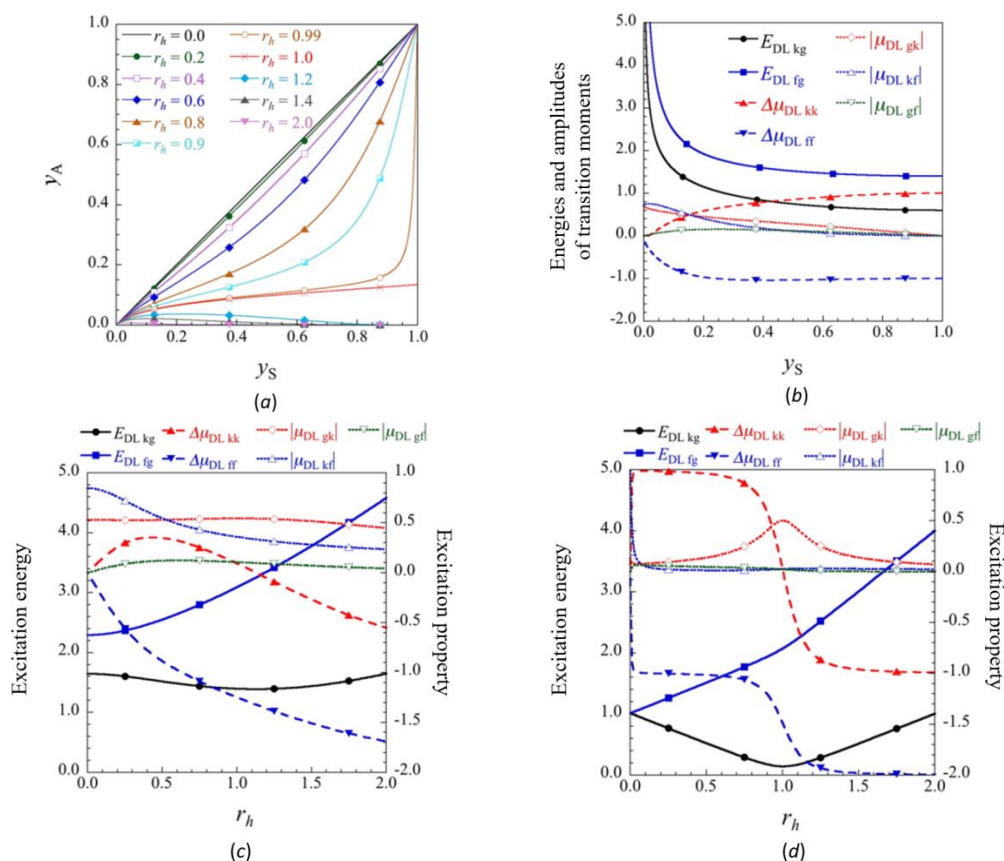 1.0
0.8
0.6
0.4
0.2
0.0
y_A
r_h = 0.0
r_h = 0.2
r_h = 0.4
r_h = 0.6
r_h = 0.8
r_h = 0.9
r_h = 0.99
r_h = 1.0
r_h = 1.2
r_h = 1.4
r_h = 2.0
0.0 0.2 0.4 0.6 0.8 1.0
y_S
(a)
Energies and amplitudes
of transition moments
5.0
4.0
3.0
2.0
1.0
0.0
-1.0
-2.0
E_DL kg
E_DL fg
Δμ_DL kk
Δμ_DL ff
|μ_DL gk|
|μ_DL kf|
|μ_DL gf|
0.0 0.2 0.4 0.6 0.8 1.0
y_S
(b)
E_DL kg Δμ_DL kk |μ_DL gk| |μ_DL gf|
E_DL fg Δμ_DL ff |μ_DL kf|
Excitation energy
5.0
4.0
3.0
2.0
1.0
0.0
1.0
0.5
0.0
-0.5
-1.0
-1.5
-2.0
Excitation property
0.0 0.5 1.0 1.5 2.0
r_h
(c)
E_DL kg Δμ_DL kk |μ_DL gk| |μ_DL gf|
E_DL fg Δμ_DL ff |μ_DL kf|
Excitation energy
5.0
4.0
3.0
2.0
1.0
0.0
1.0
0.5
0.0
-0.5
-1.0
-1.5
-2.0
Excitation property
0.0 0.5 1.0 1.5 2.0
r_h
(d)